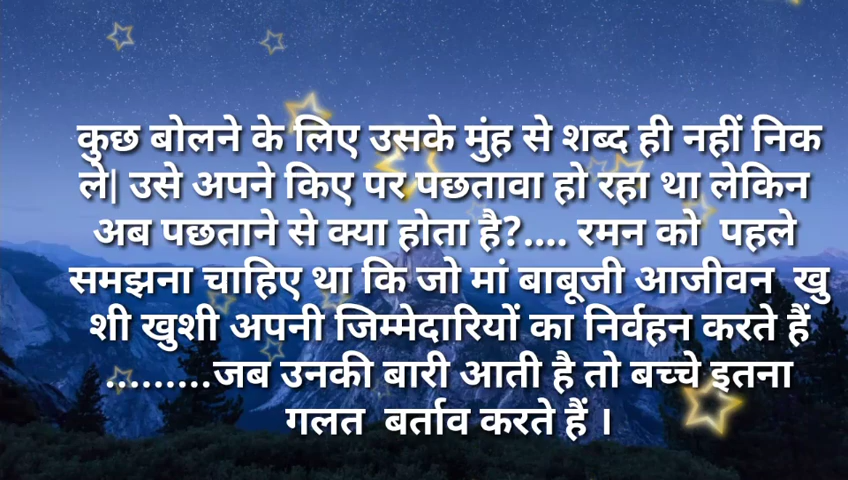 कुछ बोलने के लिए उसके मुंह से शब्द ही नहीं निक
ले| उसे अपने किए पर पछतावा हो रहा था लेकिन
अब पछताने से क्या होता है?.... रमन को पहले
समझना चाहिए था कि जो मां बाबूजी आजीवन खु
शी खुशी अपनी जिम्मेदारियों का निर्वहन करते हैं
.........जब उनकी बारी आती है तो बच्चे इतना
गलत बर्ताव करते हैं ।